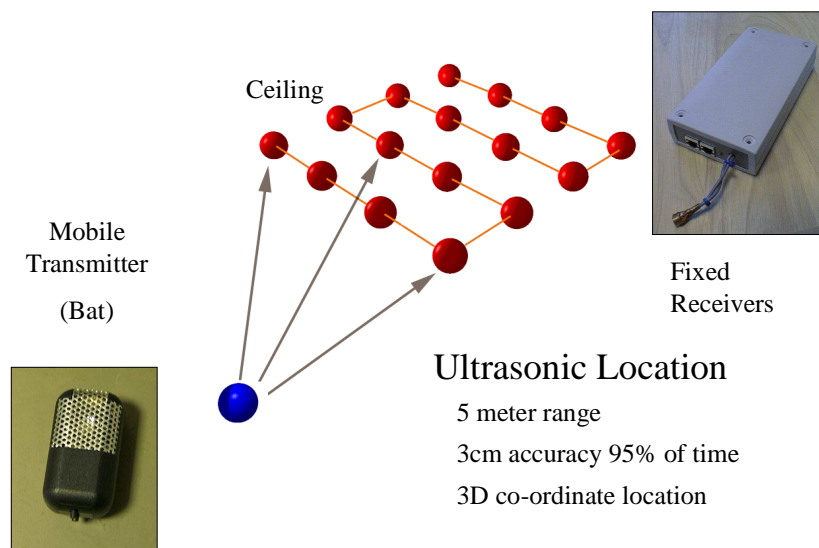 Ceiling
Mobile
Transmitter
(Bat)
Fixed
Receivers
Ultrasonic Location
5 meter range
3cm accuracy 95% of time
3D co-ordinate location